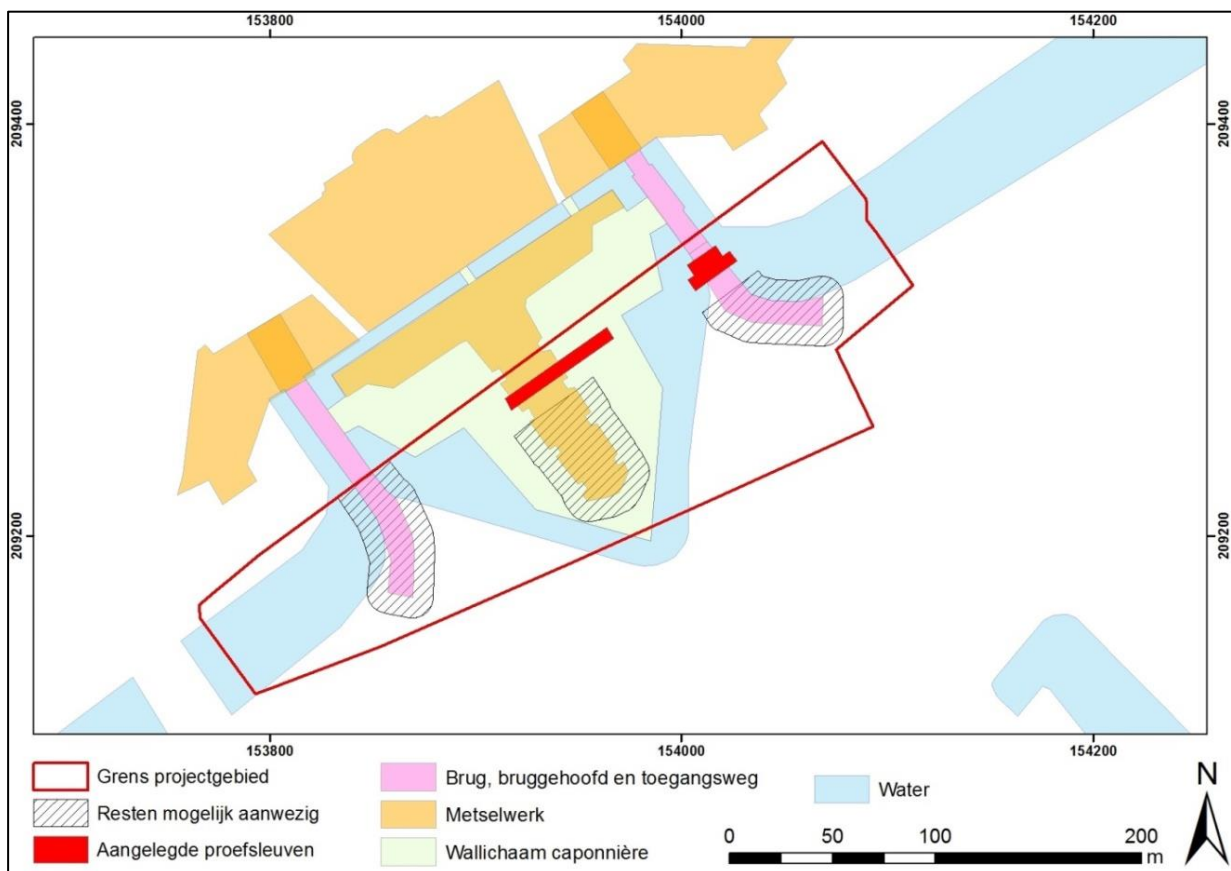 153800 154000 154200
209400 209400
209200 209200
153800 154000 154200
Grens projectgebied
Resten mogelijk aanwezig
Aangelegde proefsleuven
Brug, bruggehoofd en toegangsweg
Metselwerk
Wallichaam caponnière
Water
N
0 50 100 200
m